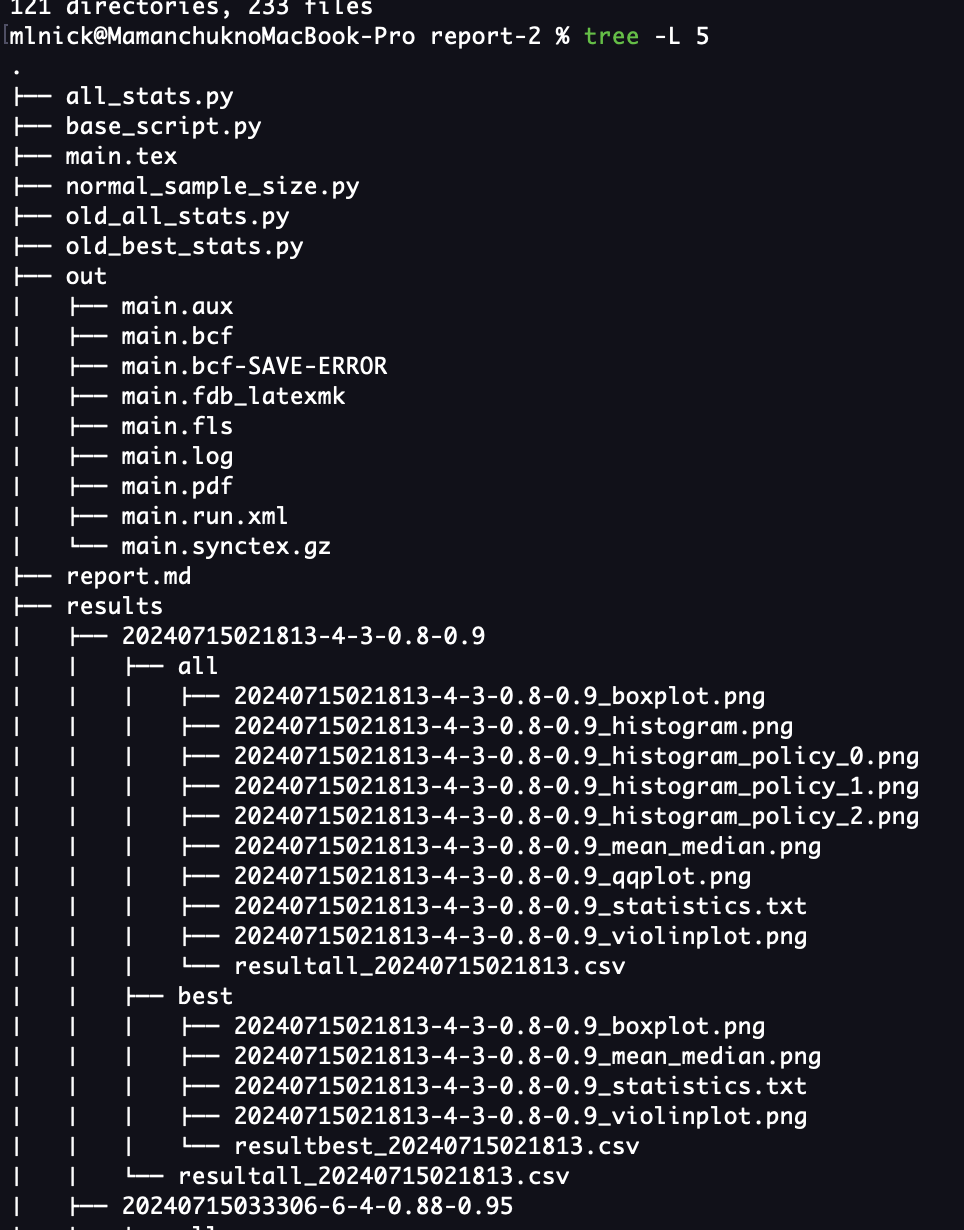 121 directories, 233 files
[mlnick@MamanchuknoMacBook-Pro report-2 % tree -L 5
.
├── all_stats.py
├── base_script.py
├── main.tex
├── normal_sample_size.py
├── old_all_stats.py
├── old_best_stats.py
├── out
│   ├── main.aux
│   ├── main.bcf
│   ├── main.bcf-SAVE-ERROR
│   ├── main.fdb_latexmk
│   ├── main.fls
│   ├── main.log
│   ├── main.pdf
│   ├── main.run.xml
│   └── main.synctex.gz
├── report.md
├── results
│   ├── 20240715021813-4-3-0.8-0.9
│   │   ├── all
│   │   │   ├── 20240715021813-4-3-0.8-0.9_boxplot.png
│   │   │   ├── 20240715021813-4-3-0.8-0.9_histogram.png
│   │   │   ├── 20240715021813-4-3-0.8-0.9_histogram_policy_0.png
│   │   │   ├── 20240715021813-4-3-0.8-0.9_histogram_policy_1.png
│   │   │   ├── 20240715021813-4-3-0.8-0.9_histogram_policy_2.png
│   │   │   ├── 20240715021813-4-3-0.8-0.9_mean_median.png
│   │   │   ├── 20240715021813-4-3-0.8-0.9_qqplot.png
│   │   │   ├── 20240715021813-4-3-0.8-0.9_statistics.txt
│   │   │   ├── 20240715021813-4-3-0.8-0.9_violinplot.png
│   │   │   └── resultall_20240715021813.csv
│   │   ├── best
│   │   │   ├── 20240715021813-4-3-0.8-0.9_boxplot.png
│   │   │   ├── 20240715021813-4-3-0.8-0.9_mean_median.png
│   │   │   ├── 20240715021813-4-3-0.8-0.9_statistics.txt
│   │   │   ├── 20240715021813-4-3-0.8-0.9_violinplot.png
│   │   │   └── resultbest_20240715021813.csv
│   │   └── resultall_20240715021813.csv
│   ├── 20240715033306-6-4-0.88-0.95